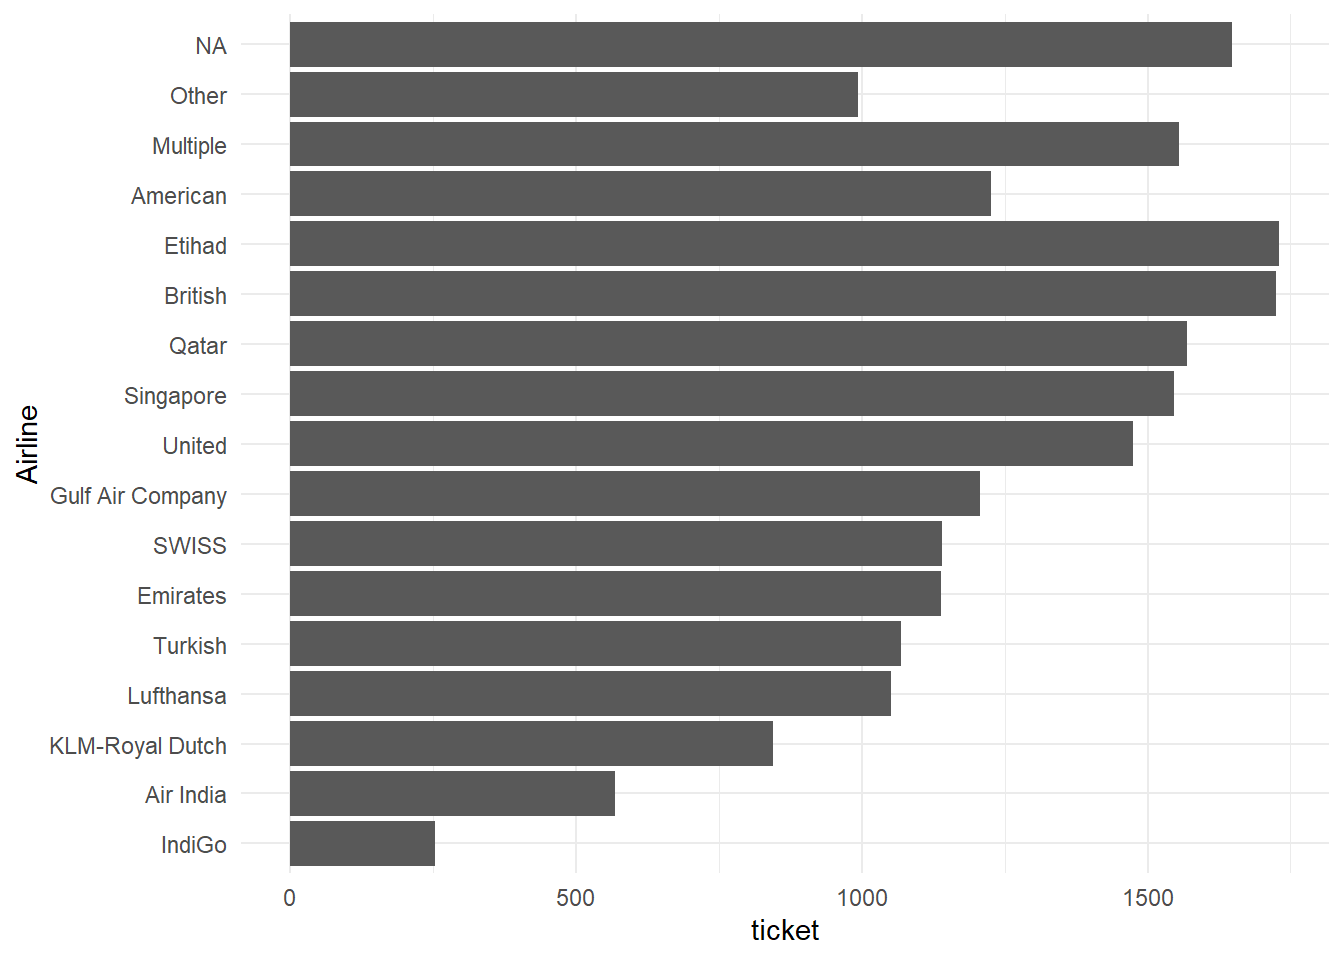 NA
Other
Multiple
American
Etihad
British
Qatar
Singapore
United
Gulf Air Company
SWISS
Emirates
Turkish
Lufthansa
KLM-Royal Dutch
Air India
IndiGo
Airline
0 500 1000 1500
ticket